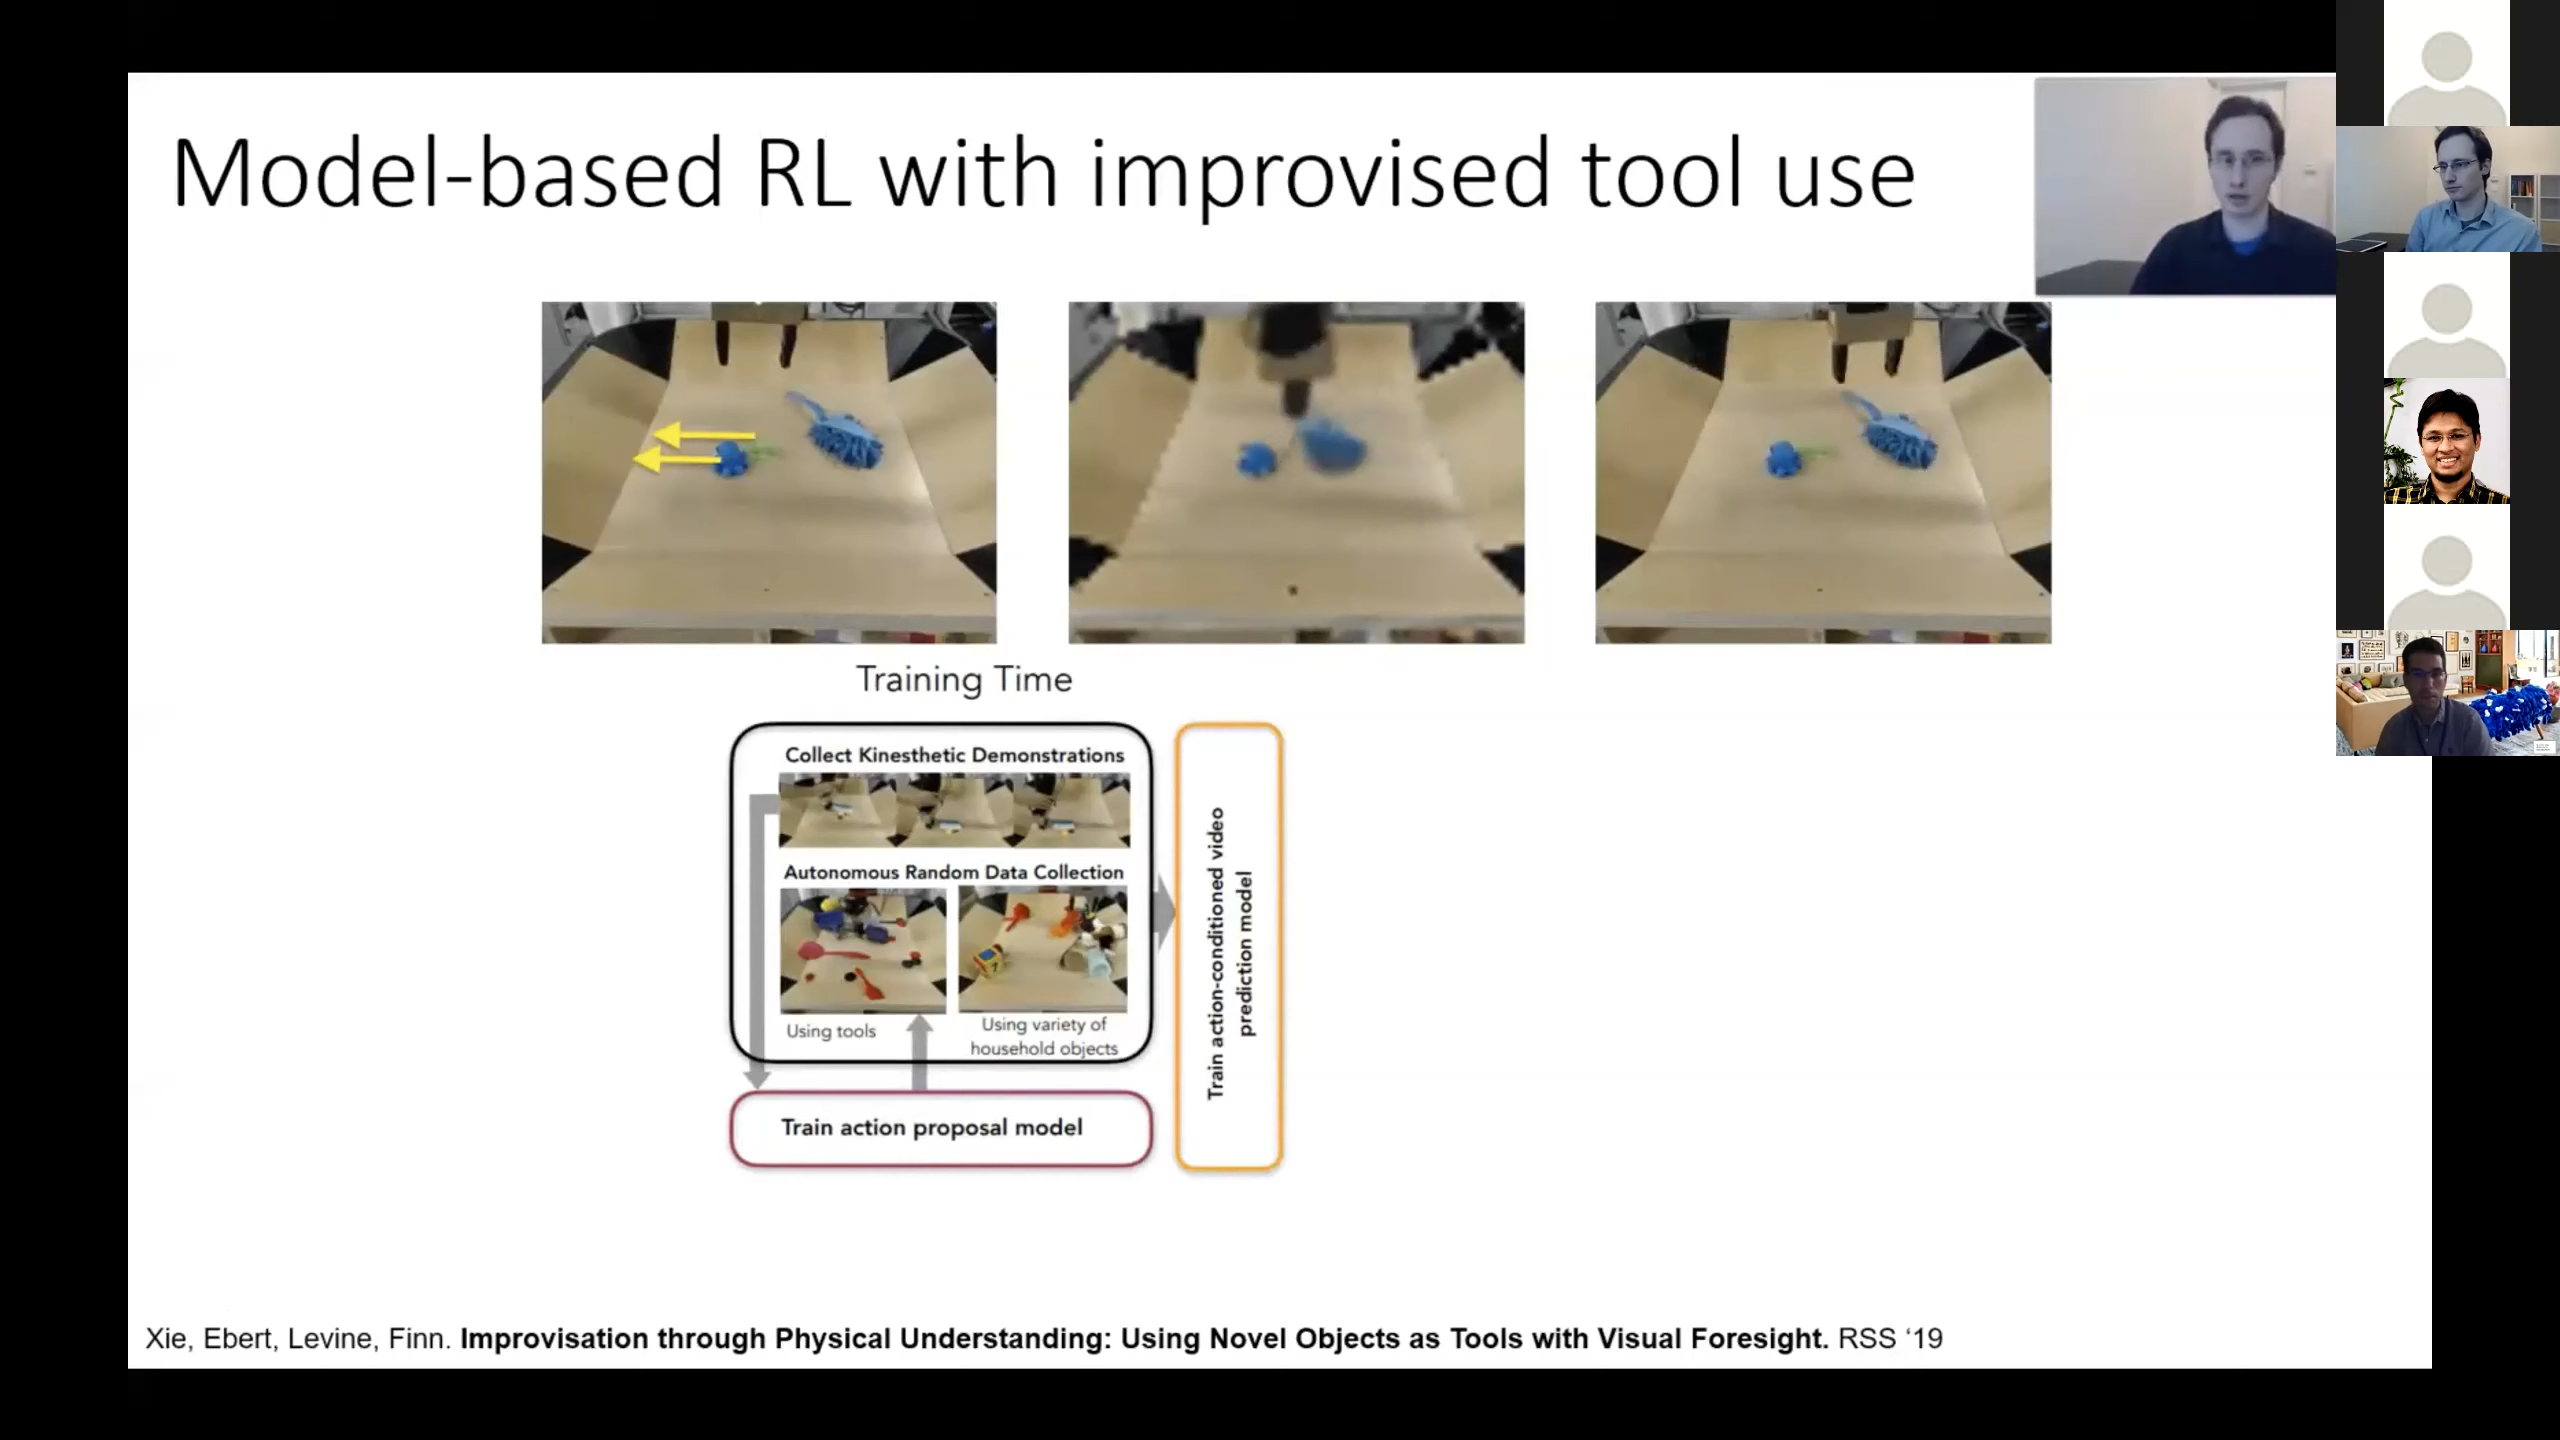 Model-based RL with improvised tool use
Training Time
Collect Kinesthetic Demonstrations
Autonomous Random Data Collection
Using tools
Using variety of
household objects
Train action proposal model
Train action-conditioned video
prediction model
Xie, Ebert, Levine, Finn. Improvisation through Physical Understanding: Using Novel Objects as Tools with Visual Foresight. RSS ‘19